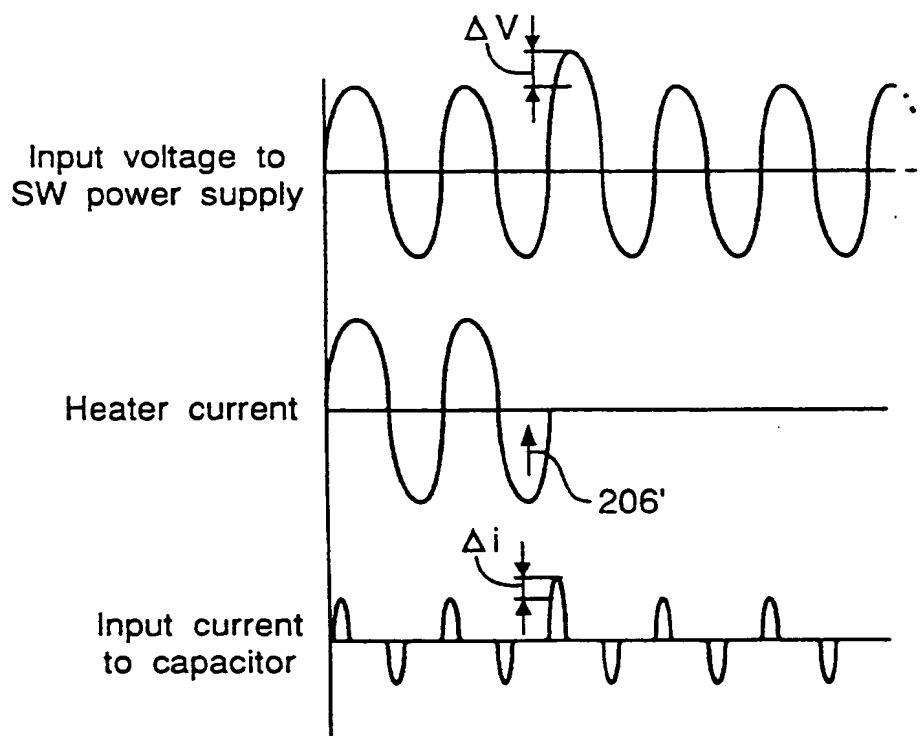 ΔV
Input voltage to
SW power supply
Heater current
206'
Δi
Input current
to capacitor